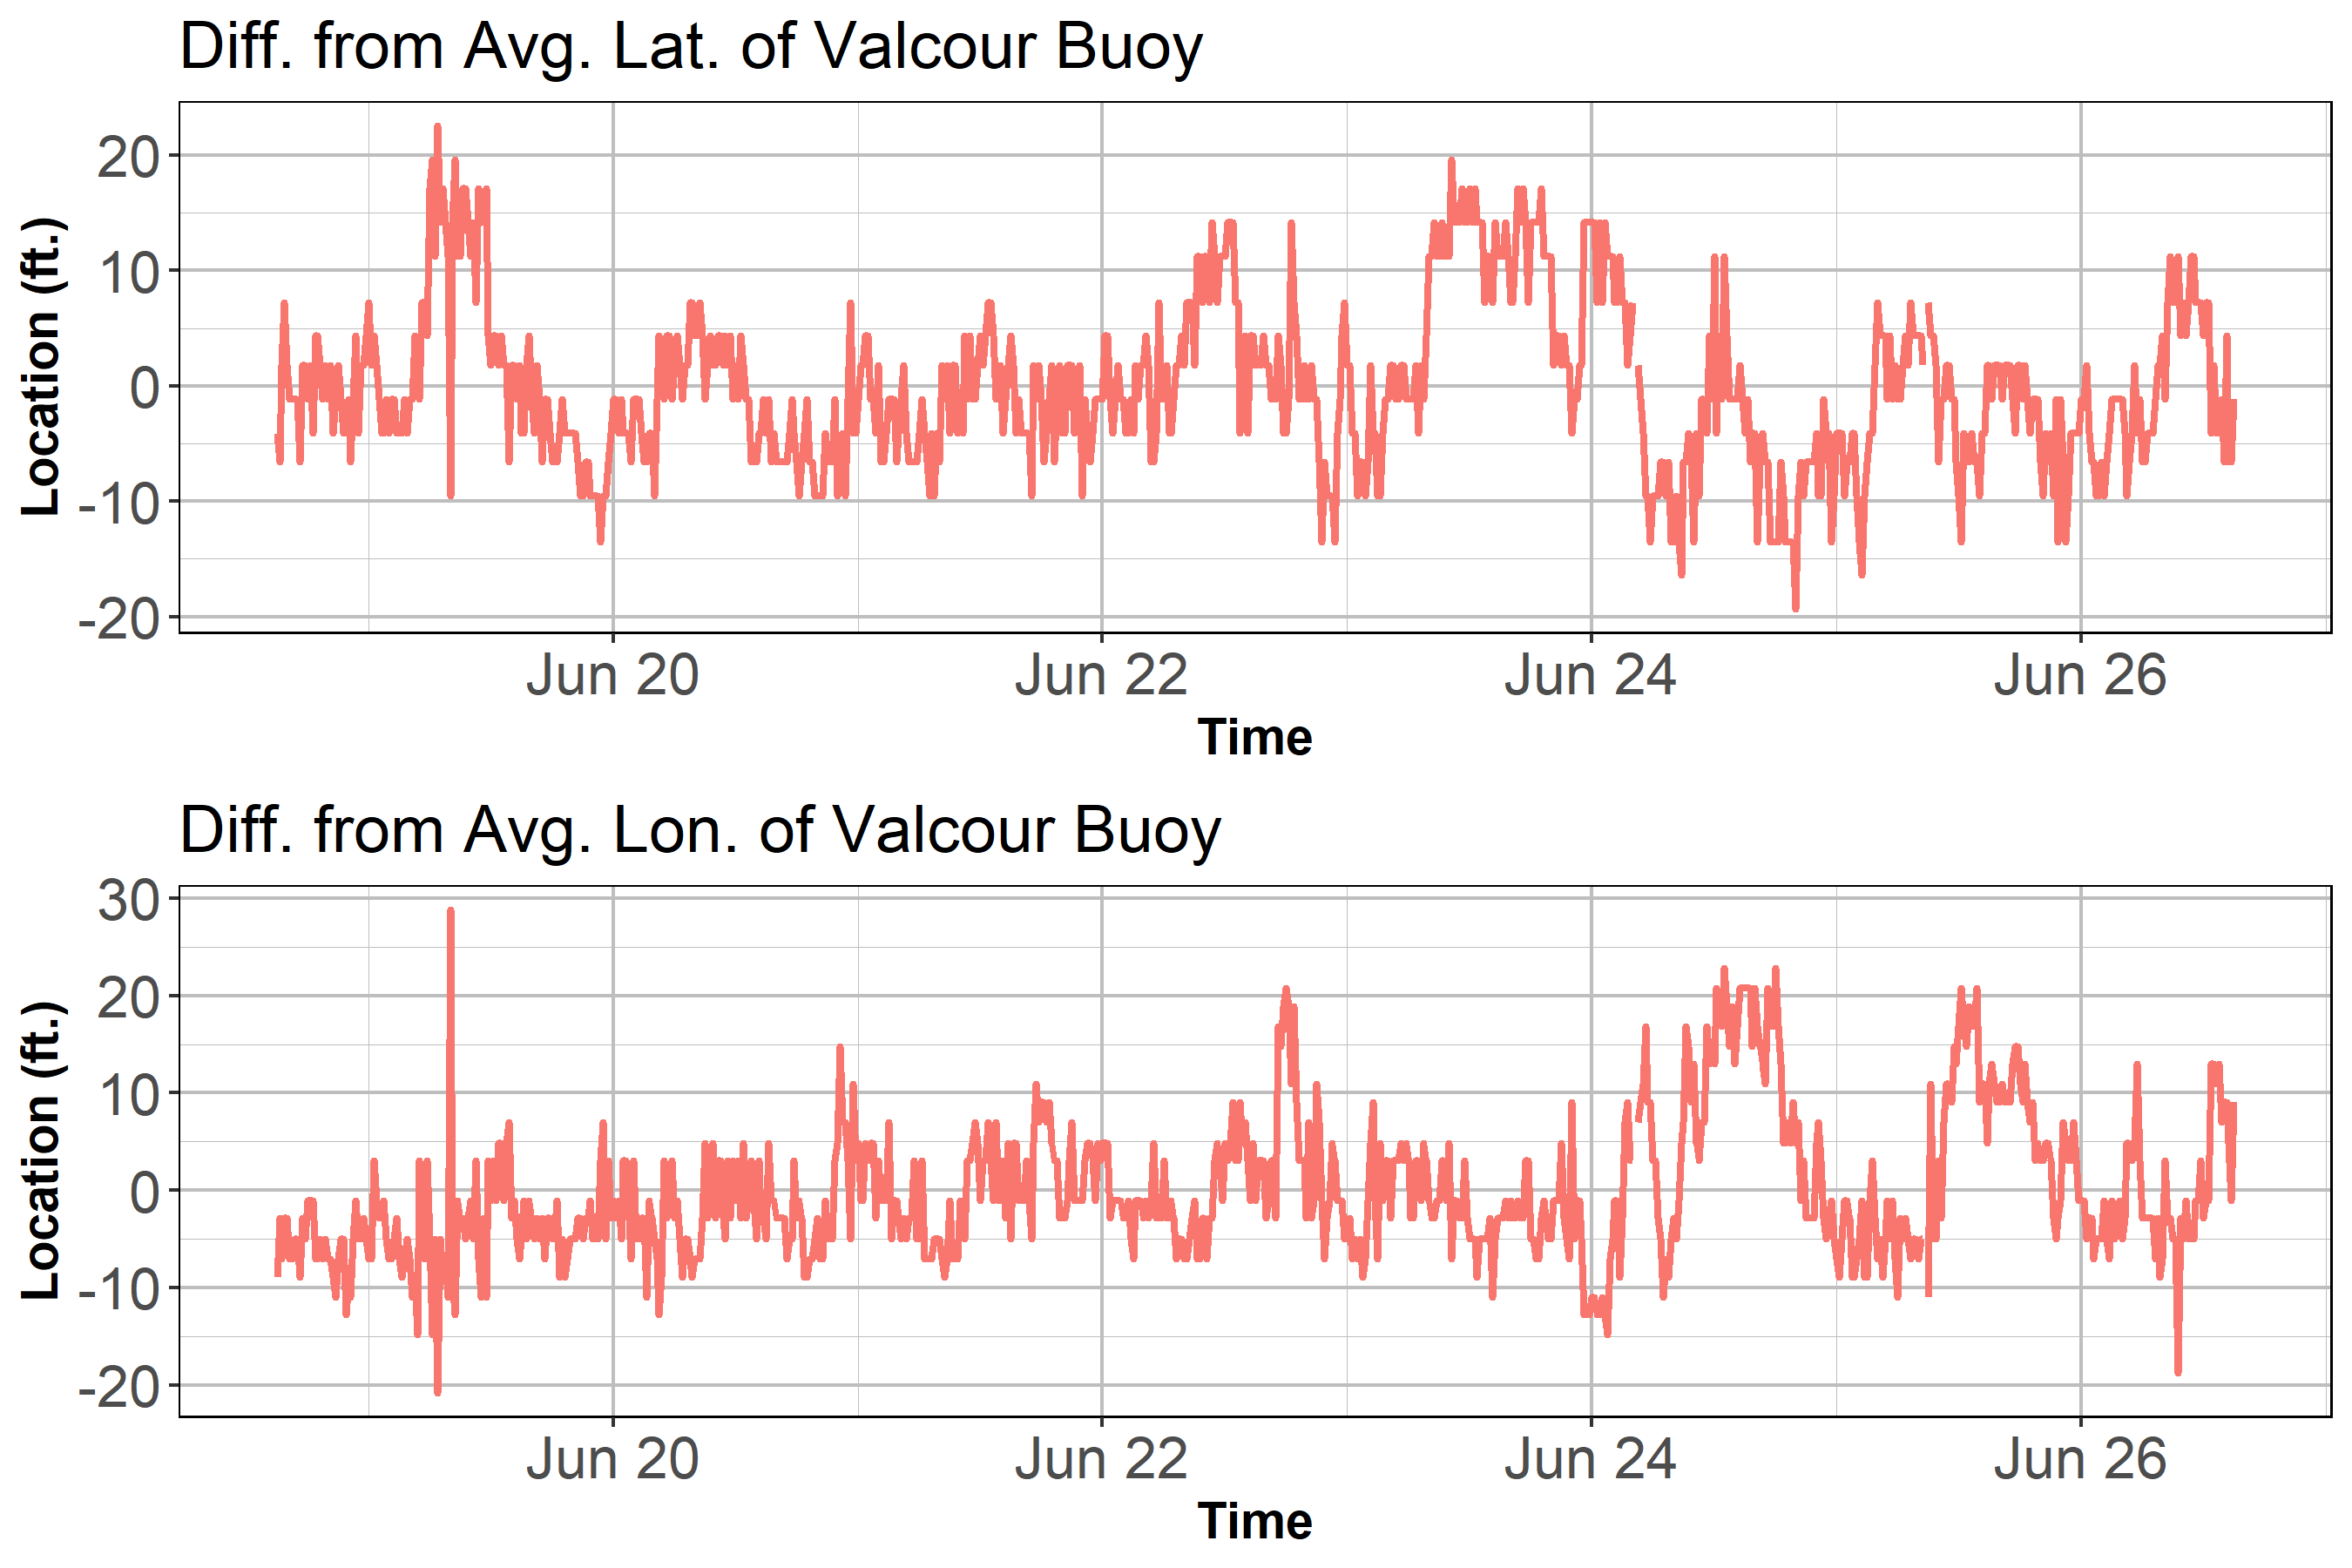 Diff. from Avg. Lat. of Valcour Buoy
Location (ft.)
20
10
0
-10
-20
Jun 20 Jun 22 Jun 24 Jun 26
Time
Diff. from Avg. Lon. of Valcour Buoy
Location (ft.)
30
20
10
0
-10
-20
Jun 20 Jun 22 Jun 24 Jun 26
Time